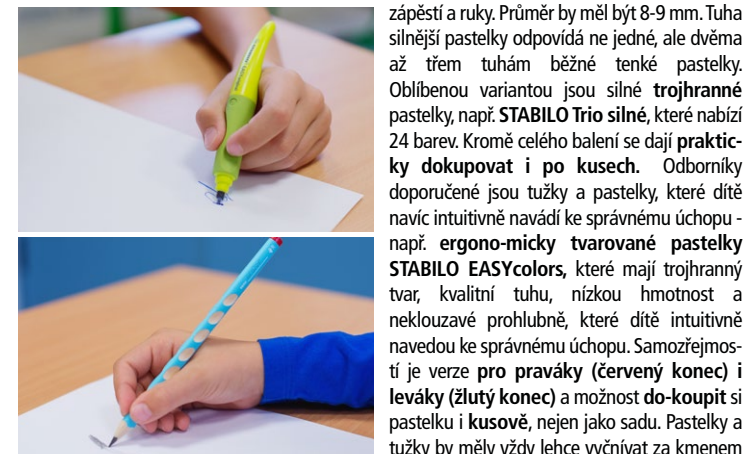 zápěstí a ruky. Průměr by měl být 8-9 mm. Tuha
silnější pastelky odpovídá ne jedné, ale dvěma
až třem tuhám běžné tenké pastelky.
Oblíbenou variantou jsou silné trojhranné
pastelky, např. STABILO Trio silné, které nabízí
24 barev. Kromě celého balení se dají praktic-
ky dokupovat i po kusech. Odborníky
doporučené jsou tužky a pastelky, které dítě
navíc intuitivně navádí ke správnému úchopu -
např. ergono-micky tvarované pastelky
STABILO EASYcolors, které mají trojhranný
tvar, kvalitní tuhu, nízkou hmotnost a
neklouzavé prohlubně, které dítě intuitivně
navedou ke správnému úchopu. Samozřejmos-
tí je verze pro praváky (červený konec) i
leváky (žlutý konec) a možnost do-koupit si
pastelku i kusově, nejen jako sadu. Pastelky a
tužky by měly vždy lehce vyčnívat za kmenem